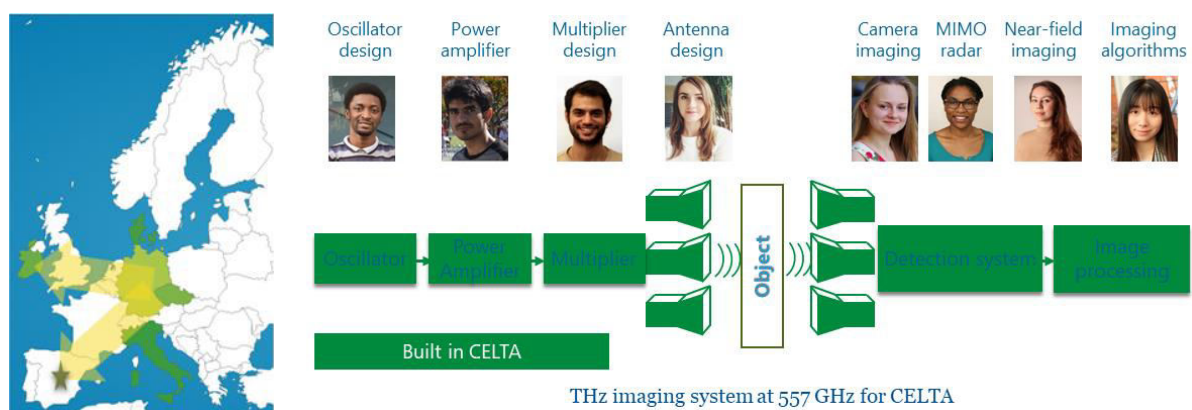 Oscillator
design
Power
amplifier
Multiplier
design
Antenna
design
Camera
imaging
MIMO
radar
Near-field
imaging
Imaging
algorithms
Oscillator
Power
Amplifier
Multiplier
Object
Detection system
Image
processing
Built in CELTA
THz imaging system at 557 GHz for CELTA